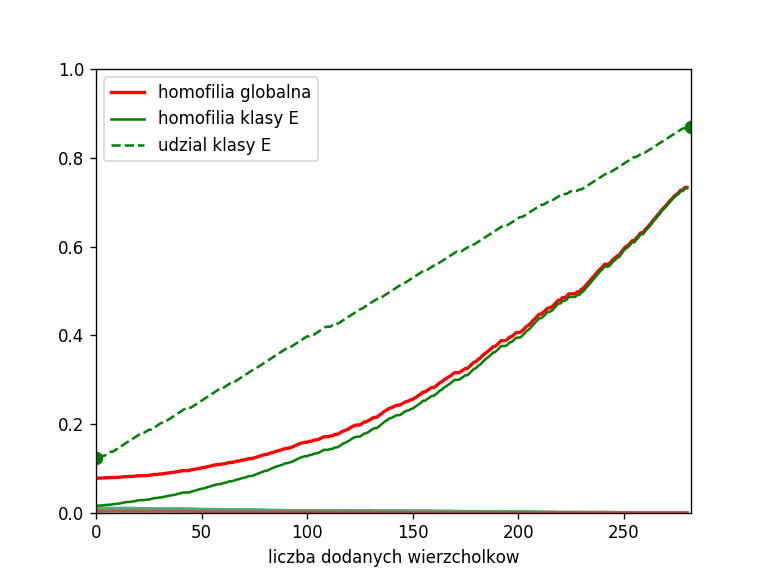 1.0
0.8
0.6
0.4
0.2
0.0
homofilia globalna
homofilia klasy E
udzial klasy E
0 50 100 150 200 250
liczba dodanych wierzcholkow